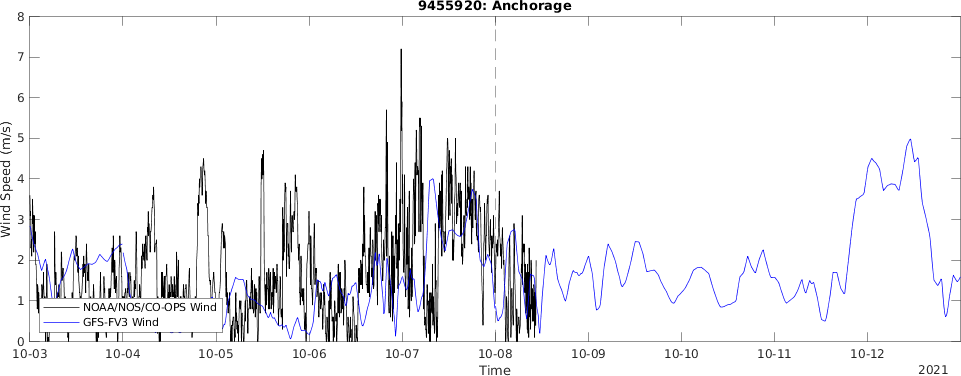 9455920: Anchorage
8
7
6
5
4
3
2
1
0
Wind Speed (m/s)
NOAA/NOS/CO-OPS Wind
GFS-FV3 Wind
10-03 10-04 10-05 10-06 10-07 10-08 10-09 10-10 10-11 10-12
Time
2021